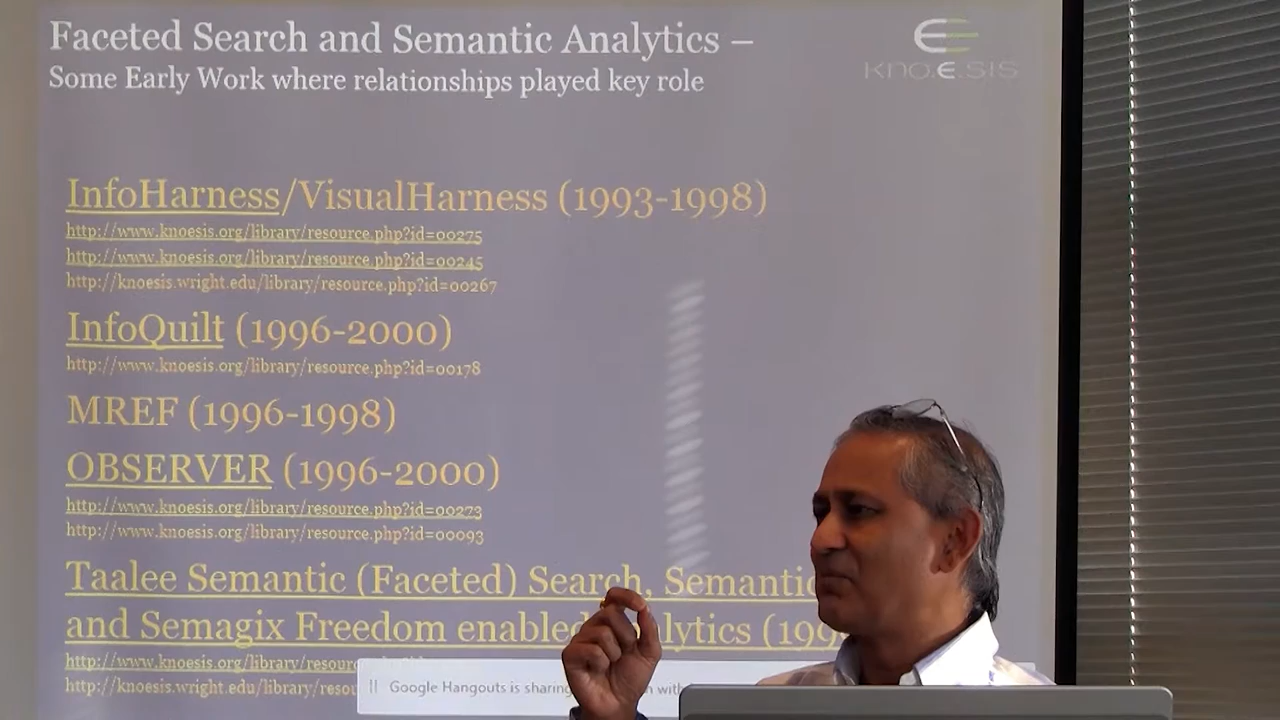 Faceted Search and Semantic Analytics –
Some Early Work where relationships played key role
kno.e.sis
InfoHarness/VisualHarness (1993-1998)
http://www.knoesis.org/library/resource.php?id=00275
http://www.knoesis.org/library/resource.php?id=00245
http://knoesis.wright.edu/library/resource.php?id=00267
InfoQuilt (1996-2000)
http://www.knoesis.org/library/resource.php?id=00178
MREF (1996-1998)
OBSERVER (1996-2000)
http://www.knoesis.org/library/resource.php?id=00273
http://www.knoesis.org/library/resource.php?id=00093
Taalee Semantic (Faceted) Search, Semantic
and Semagix Freedom enabled alytics (199
http://www.knoesis.org/library/resour
http://knoesis.wright.edu/library/resou
Google Hangouts is sharing with